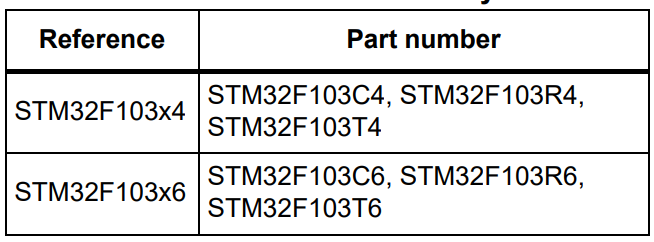 Reference Part number
STM32F103x4
STM32F103C4, STM32F103R4,
STM32F103T4
STM32F103x6
STM32F103C6, STM32F103R6,
STM32F103T6